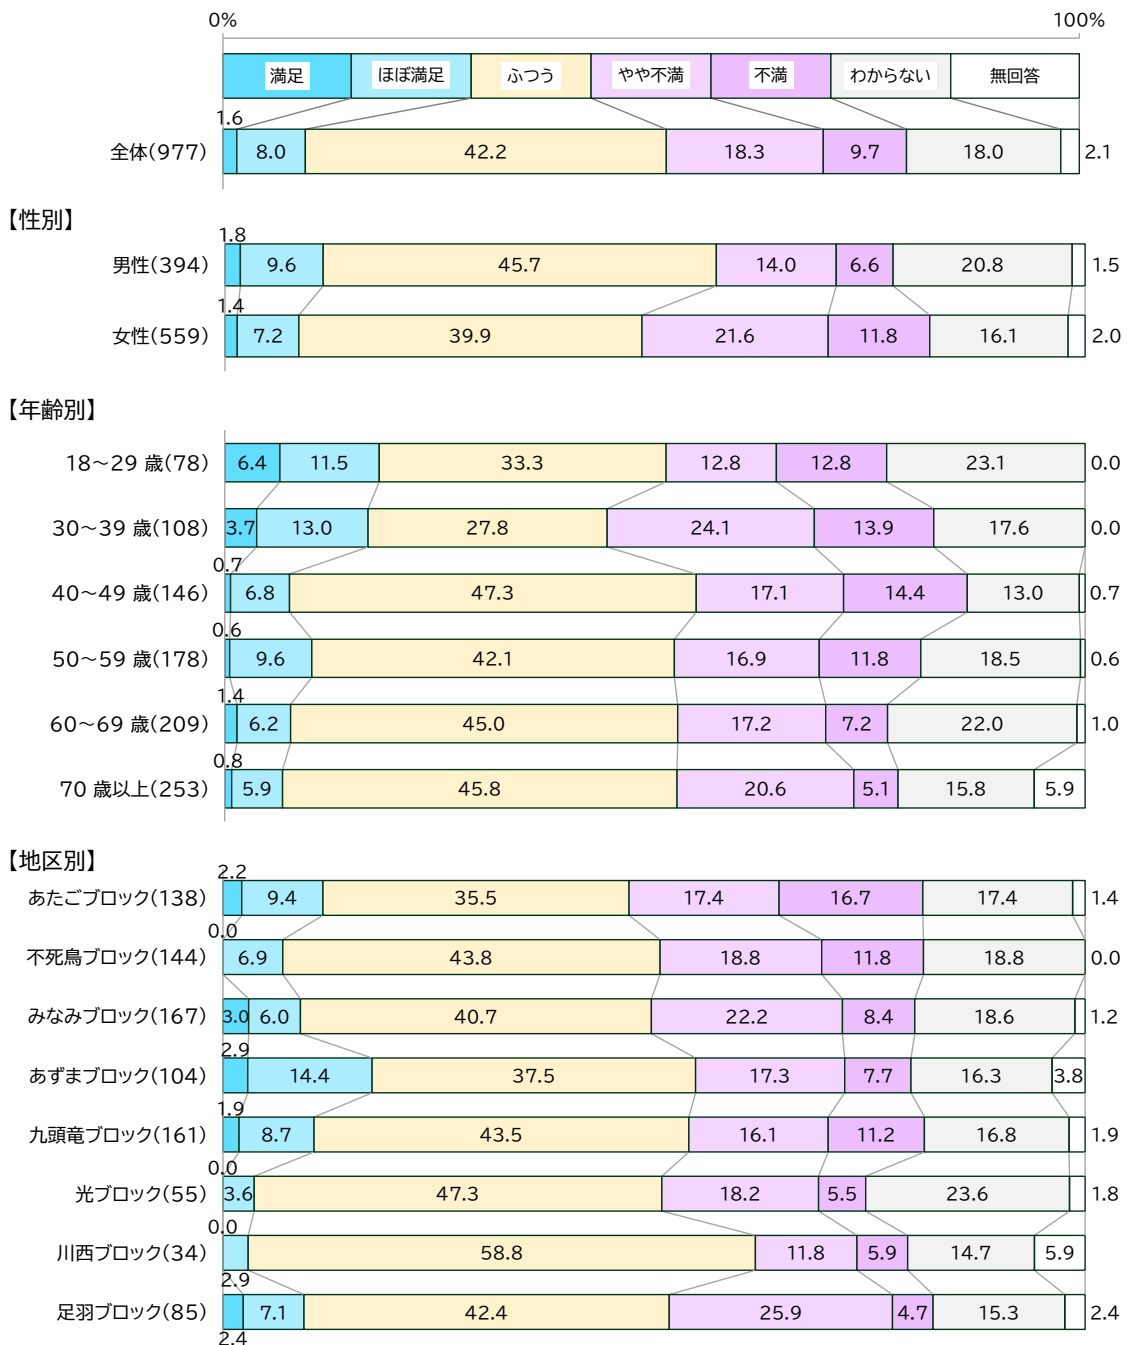 0% 100%
満足 ほぼ満足 ふつう やや不満 不満 わからない 無回答
1.6
全体(977) 8.0 42.2 18.3 9.7 18.0 2.1
【性別】
1.8
男性(394) 9.6 45.7 14.0 6.6 20.8 1.5
1.4
女性(559) 7.2 39.9 21.6 11.8 16.1 2.0
【年齢別】
18～29 歳(78) 6.4 11.5 33.3 12.8 12.8 23.1 0.0
30～39 歳(108) 3.7 13.0 27.8 24.1 13.9 17.6 0.0
0.7
40～49 歳(146) 6.8 47.3 17.1 14.4 13.0 0.7
0.6
50～59 歳(178) 9.6 42.1 16.9 11.8 18.5 0.6
1.4
60～69 歳(209) 6.2 45.0 17.2 7.2 22.0 1.0
0.8
70 歳以上(253) 5.9 45.8 20.6 5.1 15.8 5.9
【地区別】
2.2
あたごブロック(138) 9.4 35.5 17.4 16.7 17.4 1.4
0.0
不死鳥ブロック(144) 6.9 43.8 18.8 11.8 18.8 0.0
みなみブロック(167) 3.0 6.0 40.7 22.2 8.4 18.6 1.2
2.9
あずまブロック(104) 14.4 37.5 17.3 7.7 16.3 3.8
1.9
九頭竜ブロック(161) 8.7 43.5 16.1 11.2 16.8 1.9
0.0
光ブロック(55) 3.6 47.3 18.2 5.5 23.6 1.8
0.0
川西ブロック(34) 58.8 11.8 5.9 14.7 5.9
2.9
足羽ブロック(85) 7.1 42.4 25.9 4.7 15.3 2.4
2.4